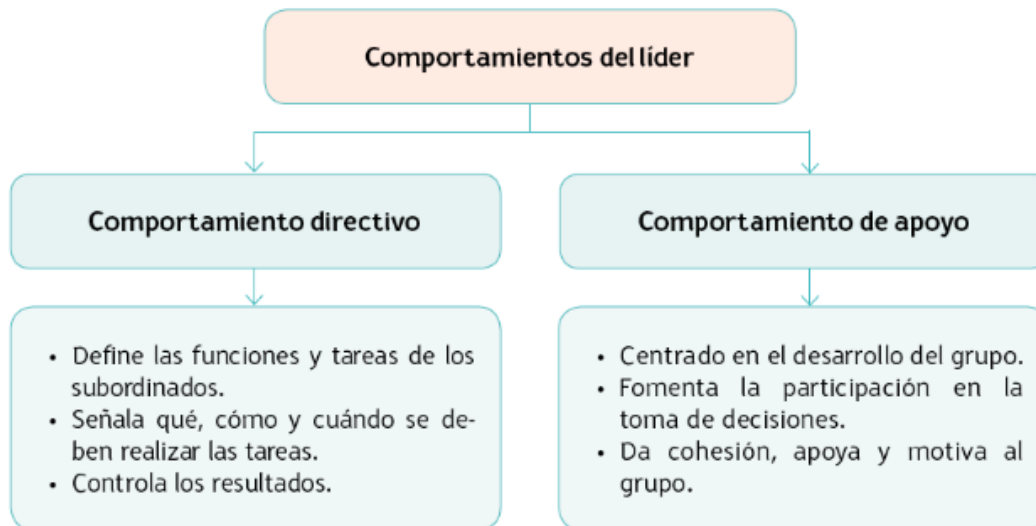 Comportamientos del líder
Comportamiento directivo
Comportamiento de apoyo
• Define las funciones y tareas de los
subordinados.
• Señala qué, cómo y cuándo se de-
ben realizar las tareas.
• Controla los resultados.
• Centrado en el desarrollo del grupo.
• Fomenta la participación en la
toma de decisiones.
• Da cohesión, apoya y motiva al
grupo.